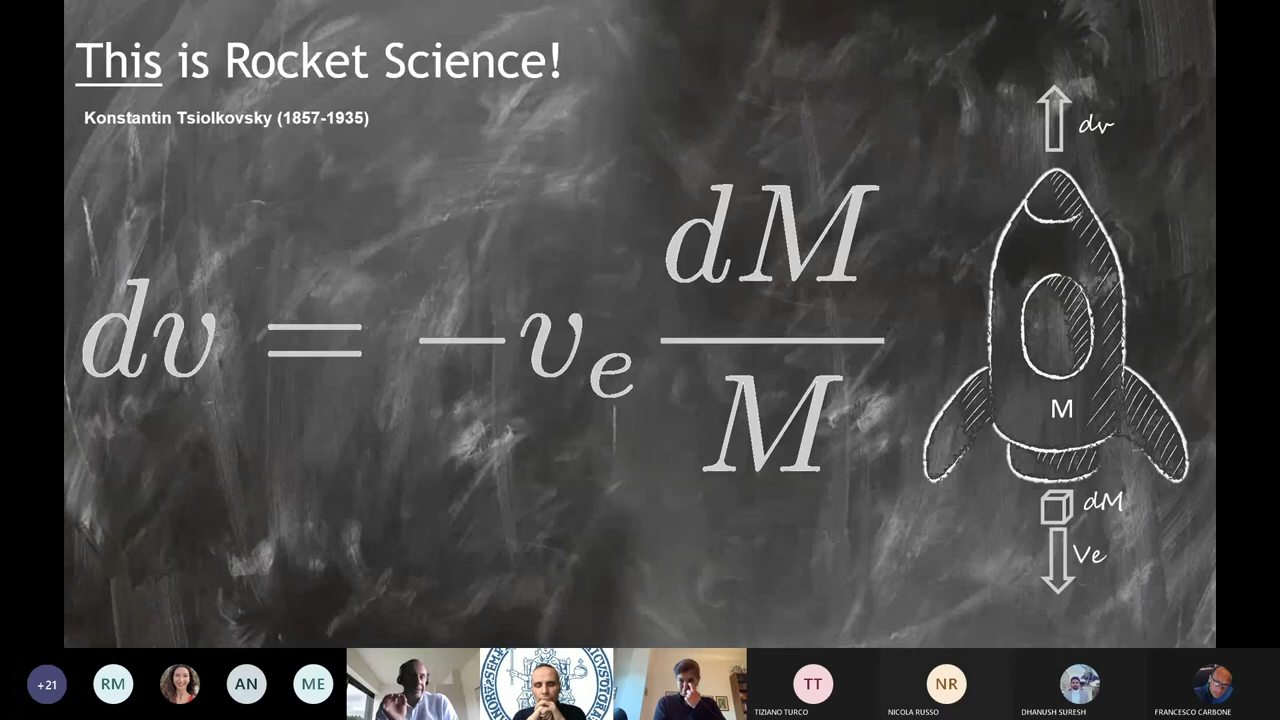 This is Rocket Science!
Konstantin Tsiolkovsky (1857-1935)
dv = -v_e dM/M
dv
M
dM
Ve
+21
RM
AN
ME
TT
NR
TIZIANO TURCO
NICOLA RUSSO
DHANUSH SURESH
FRANCESCO CARBONE